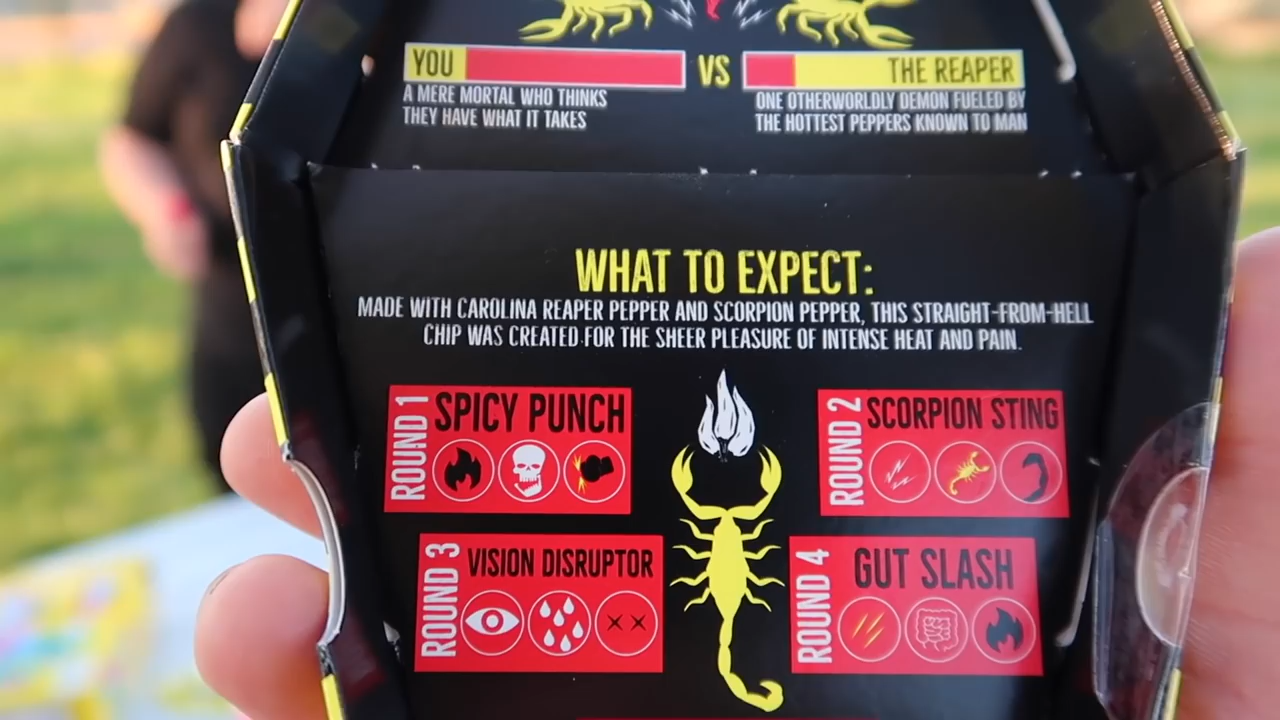 YOU
VS
THE REAPER
A MERE MORTAL WHO THINKS
THEY HAVE WHAT IT TAKES
ONE OTHERWORLDLY DEMON FUELED BY
THE HOTTEST PEPPERS KNOWN TO MAN
WHAT TO EXPECT:
MADE WITH CAROLINA REAPER PEPPER AND SCORPION PEPPER, THIS STRAIGHT-FROM-HELL
CHIP WAS CREATED FOR THE SHEER PLEASURE OF INTENSE HEAT AND PAIN.
ROUND 1
SPICY PUNCH
ROUND 2
SCORPION STING
ROUND 3
VISION DISRUPTOR
ROUND 4
GUT SLASH